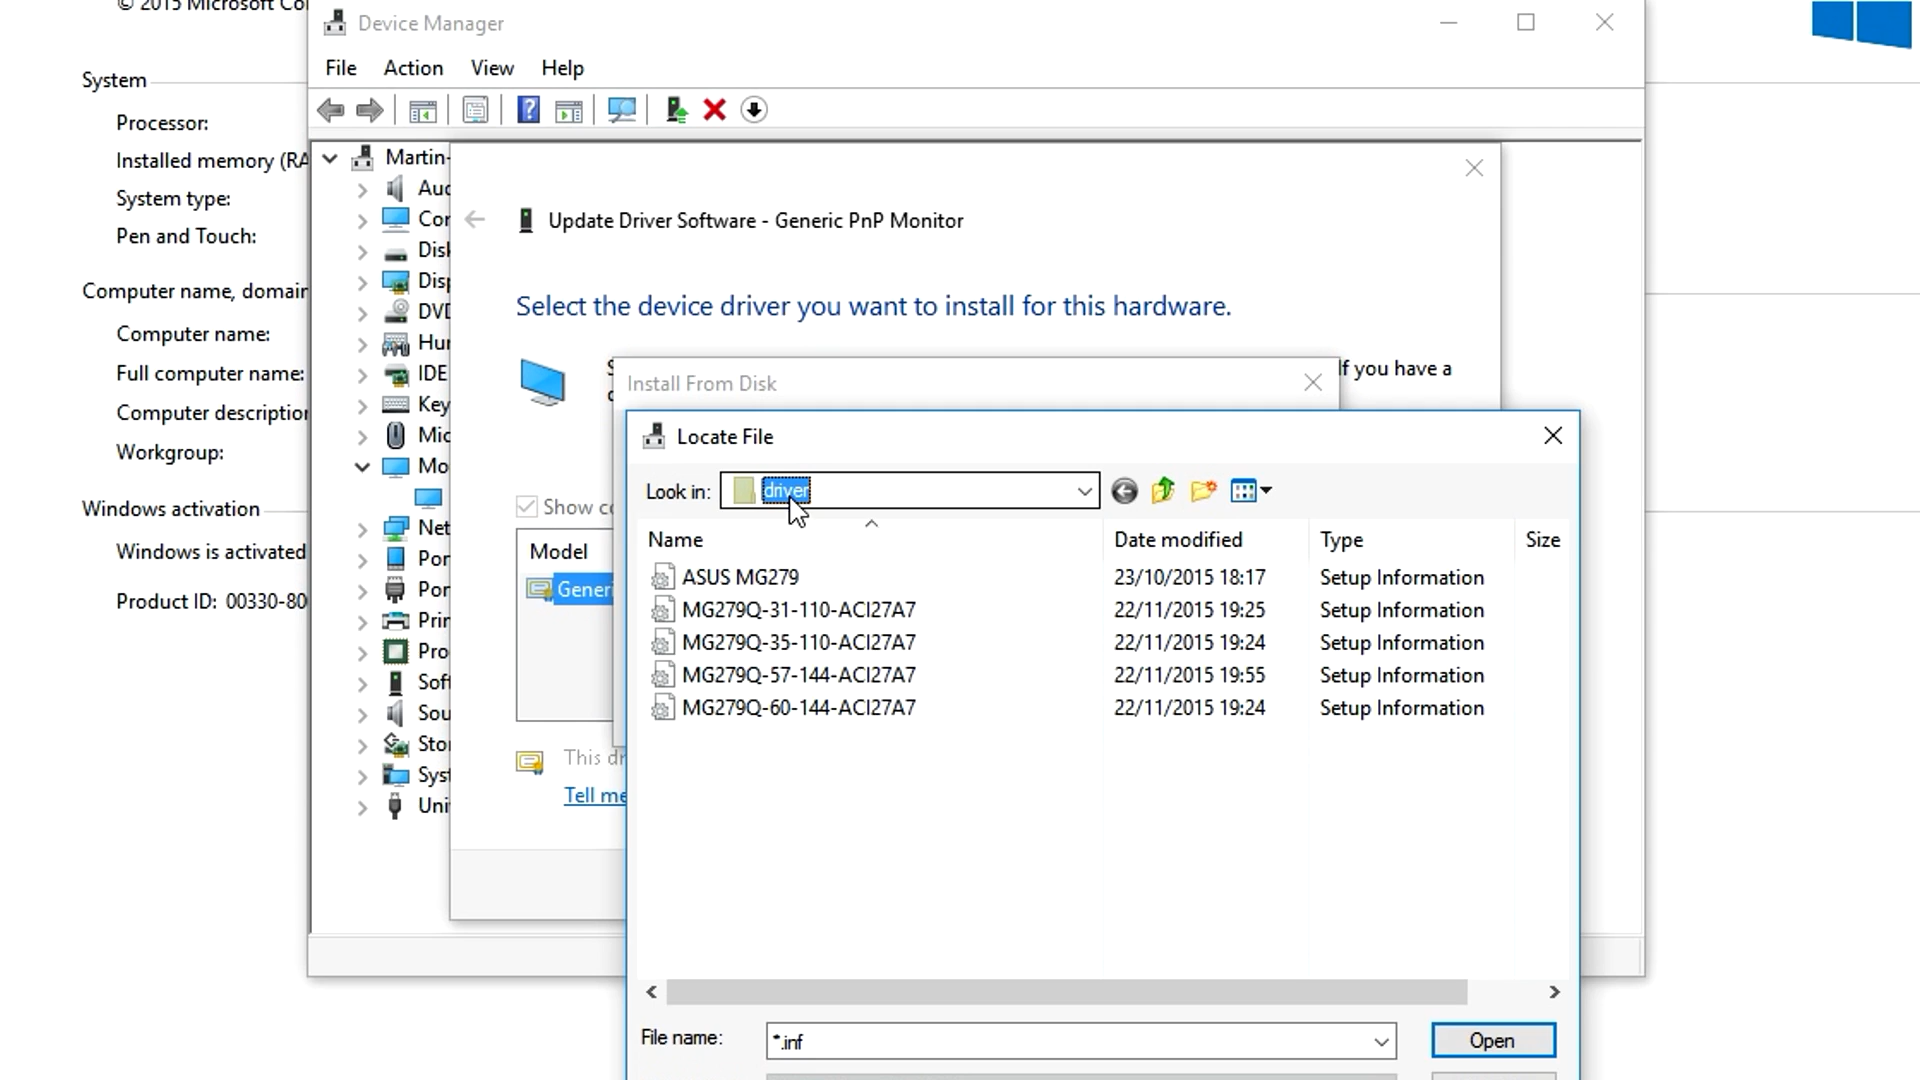 © 2015 Microsoft Co
Device Manager
File Action View Help
System
Processor:
Installed memory (RA
System type:
Pen and Touch:
Computer name, domain
Computer name:
Full computer name:
Computer description
Workgroup:
Windows activation
Windows is activated
Product ID: 00330-80
Martin-
Aud
Cor
Disk
Disp
DVD
Hur
IDE
Key
Mic
Mo
Net
Por
Por
Prin
Pro
Soft
Sou
Stor
Syst
Uni
Update Driver Software - Generic PnP Monitor
Select the device driver you want to install for this hardware.
If you have a
Show co
Model
Generi
This dr
Tell me
Install From Disk
Locate File
Look in: driver
Name Date modified Type Size
ASUS MG279 23/10/2015 18:17 Setup Information
MG279Q-31-110-ACI27A7 22/11/2015 19:25 Setup Information
MG279Q-35-110-ACI27A7 22/11/2015 19:24 Setup Information
MG279Q-57-144-ACI27A7 22/11/2015 19:55 Setup Information
MG279Q-60-144-ACI27A7 22/11/2015 19:24 Setup Information
File name: *.inf Open